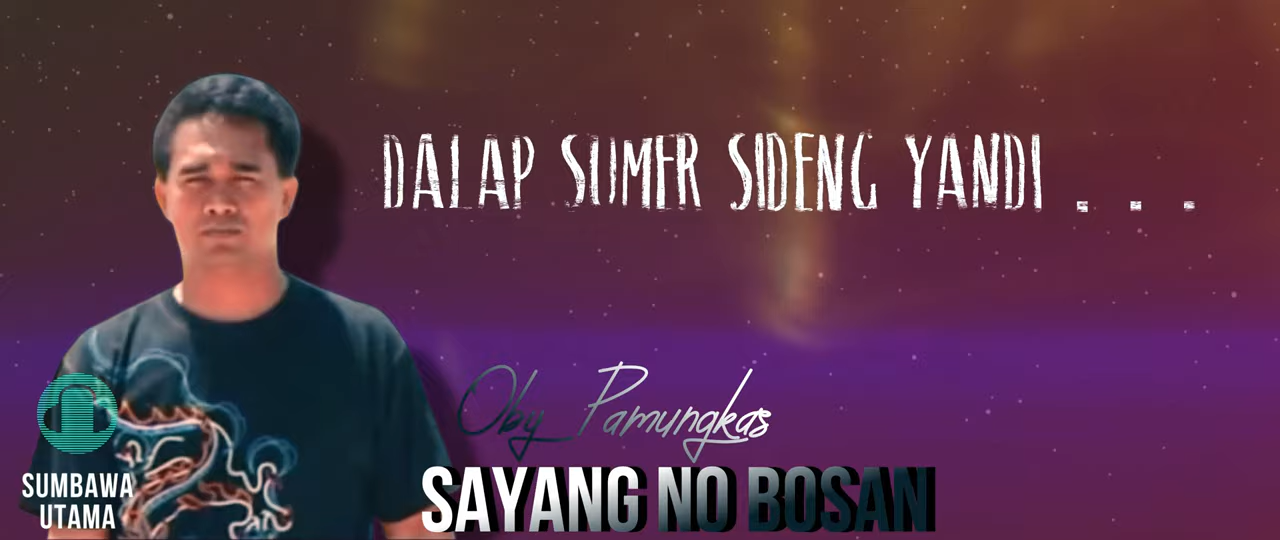 DALAP SUMER SIDENG YANDI . . .
Oby Pamungkas
SAYANG NO BOSAN
SUMBAWA
UTAMA